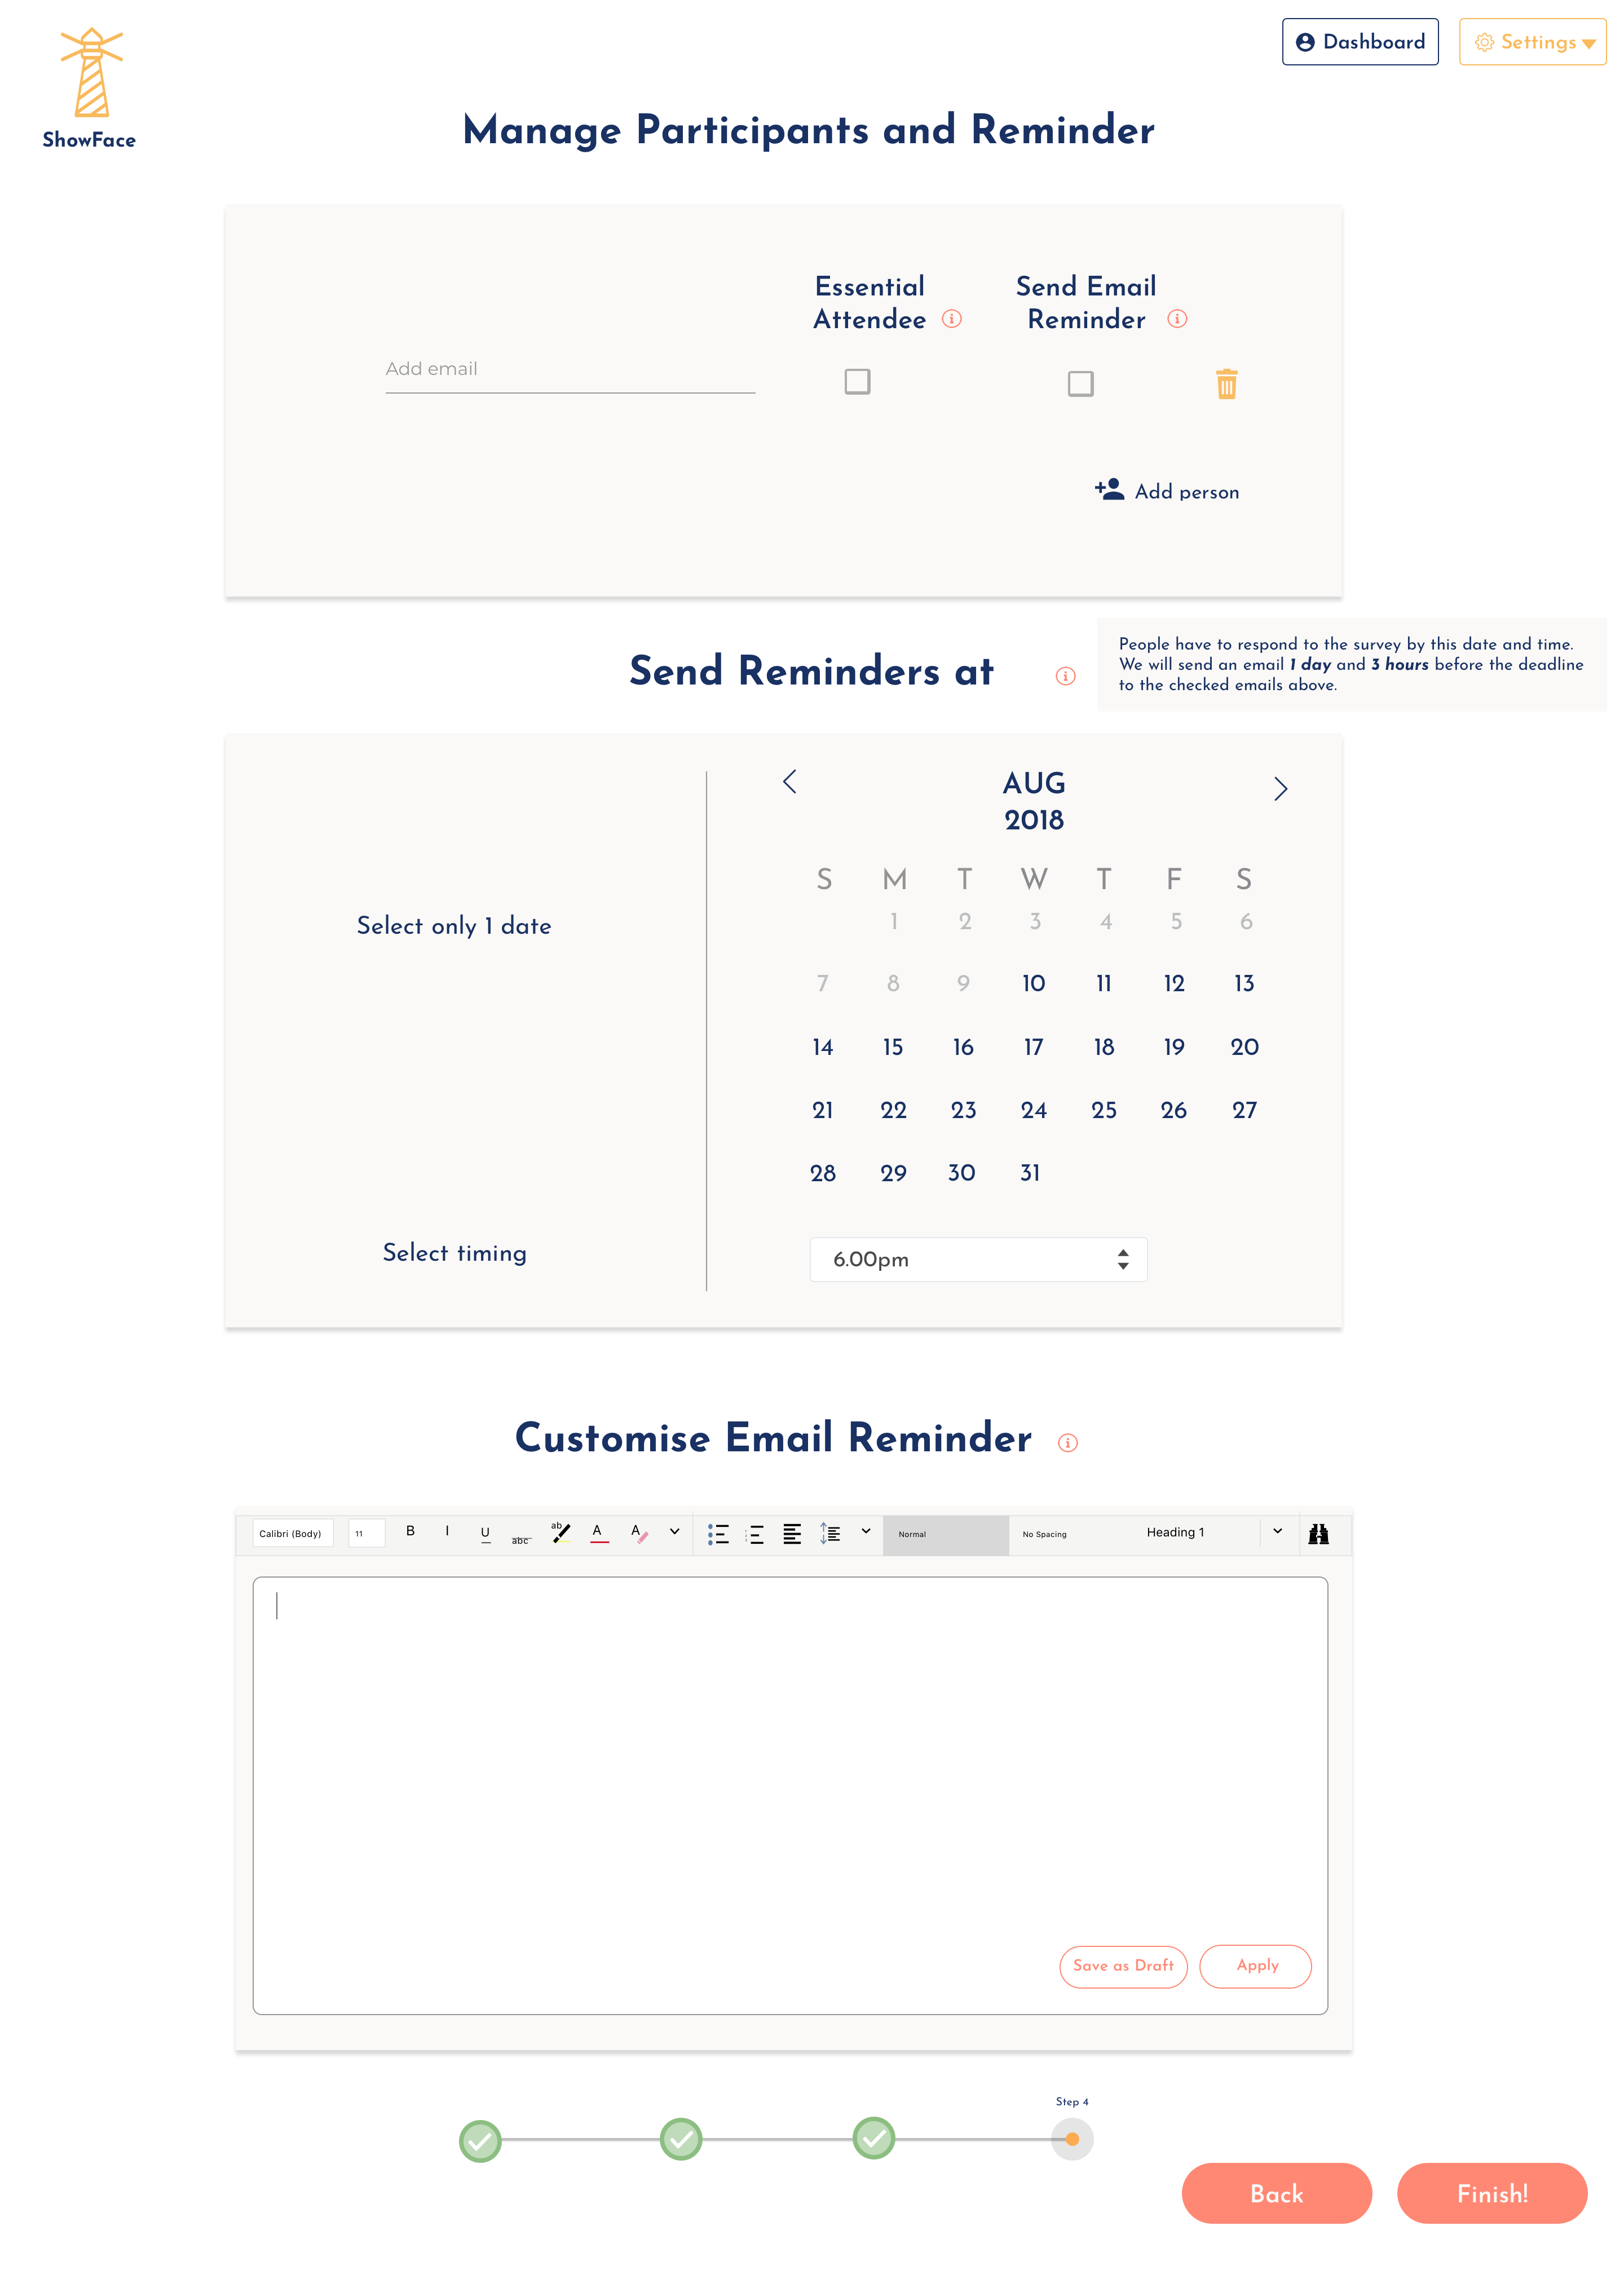 Dashboard
Settings
ShowFace
Manage Participants and Reminder
Essential
Attendee
Send Email
Reminder
Add email
Add person
Send Reminders at
People have to respond to the survey by this date and time.
We will send an email 1 day and 3 hours before the deadline
to the checked emails above.
AUG
2018
S M T W T F S
1 2 3 4 5 6
7 8 9 10 11 12 13
14 15 16 17 18 19 20
21 22 23 24 25 26 27
28 29 30 31
Select only 1 date
Select timing
6.00pm
Customise Email Reminder
Calibri (Body) 11 B I U abc ab A A Normal No Spacing Heading 1
Save as Draft
Apply
Step 4
Back
Finish!